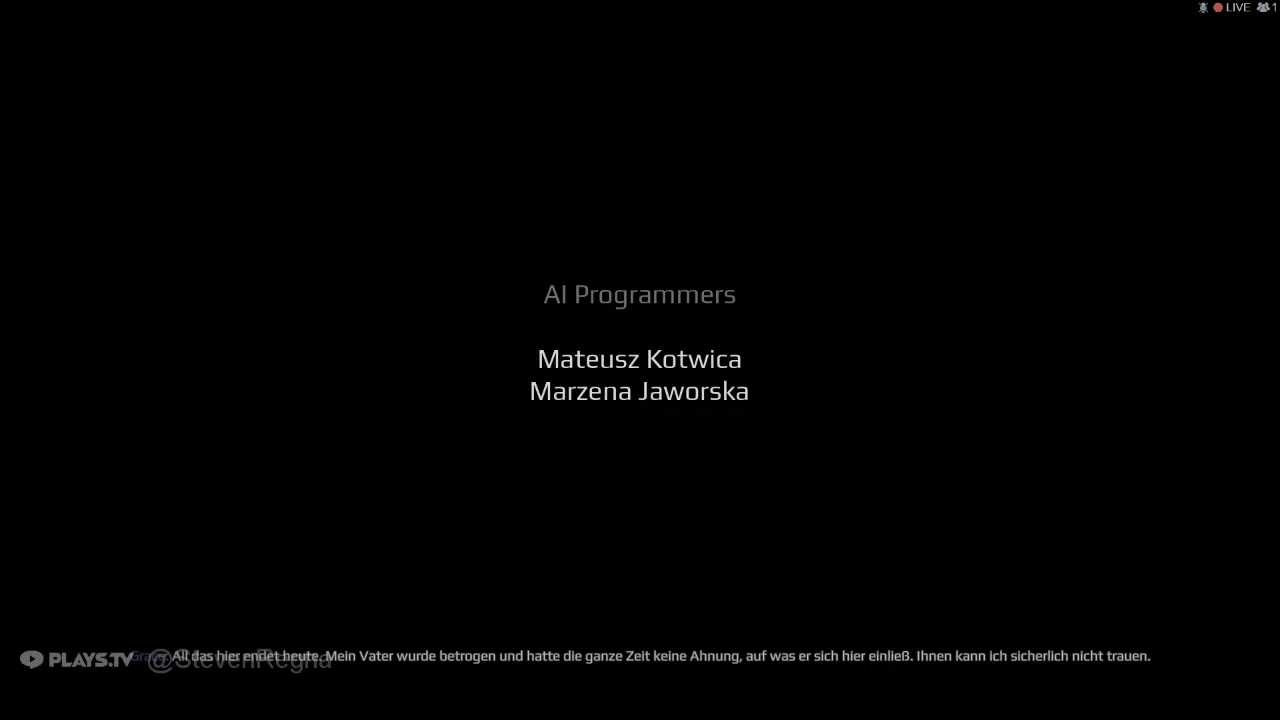 LIVE 1
AI Programmers
Mateusz Kotwica
Marzena Jaworska
All das hier endet heute. Mein Vater wurde betrogen und hatte die ganze Zeit keine Ahnung, auf was er sich hier einließ. Ihnen kann ich sicherlich nicht trauen.
PLAYS.TV @StevenRegna